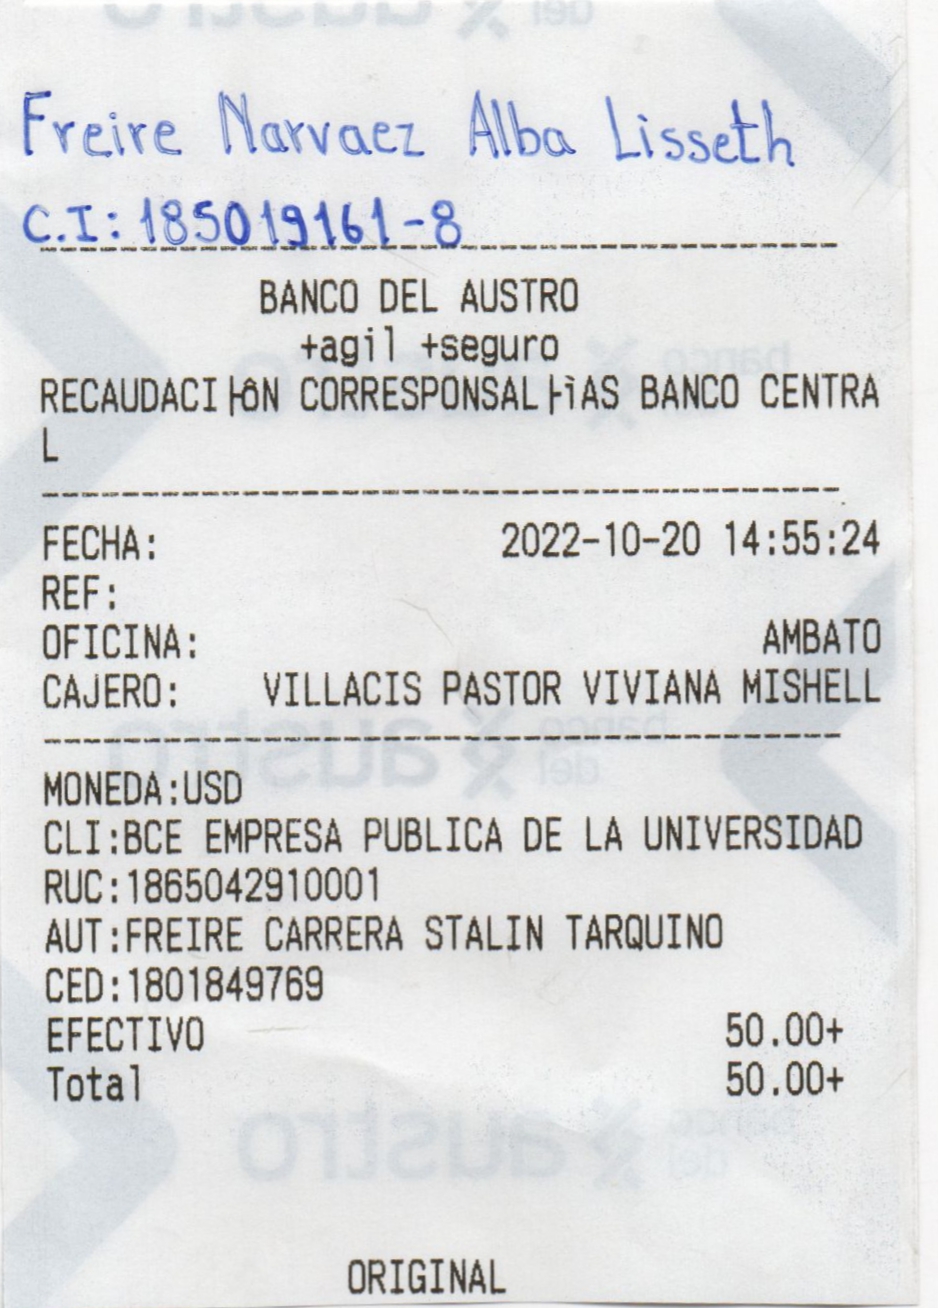 Freire Narvaez Alba Lisseth
C.I: 185019161-8
BANCO DEL AUSTRO
+agil +seguro
RECAUDACI├ôN CORRESPONSAL├ìAS BANCO CENTRA
L
FECHA: 2022-10-20 14:55:24
REF:
OFICINA: AMBATO
CAJERO: VILLACIS PASTOR VIVIANA MISHELL
MONEDA:USD
CLI:BCE EMPRESA PUBLICA DE LA UNIVERSIDAD
RUC:1865042910001
AUT:FREIRE CARRERA STALIN TARQUINO
CED:1801849769
EFECTIVO 50.00+
Total 50.00+
ORIGINAL